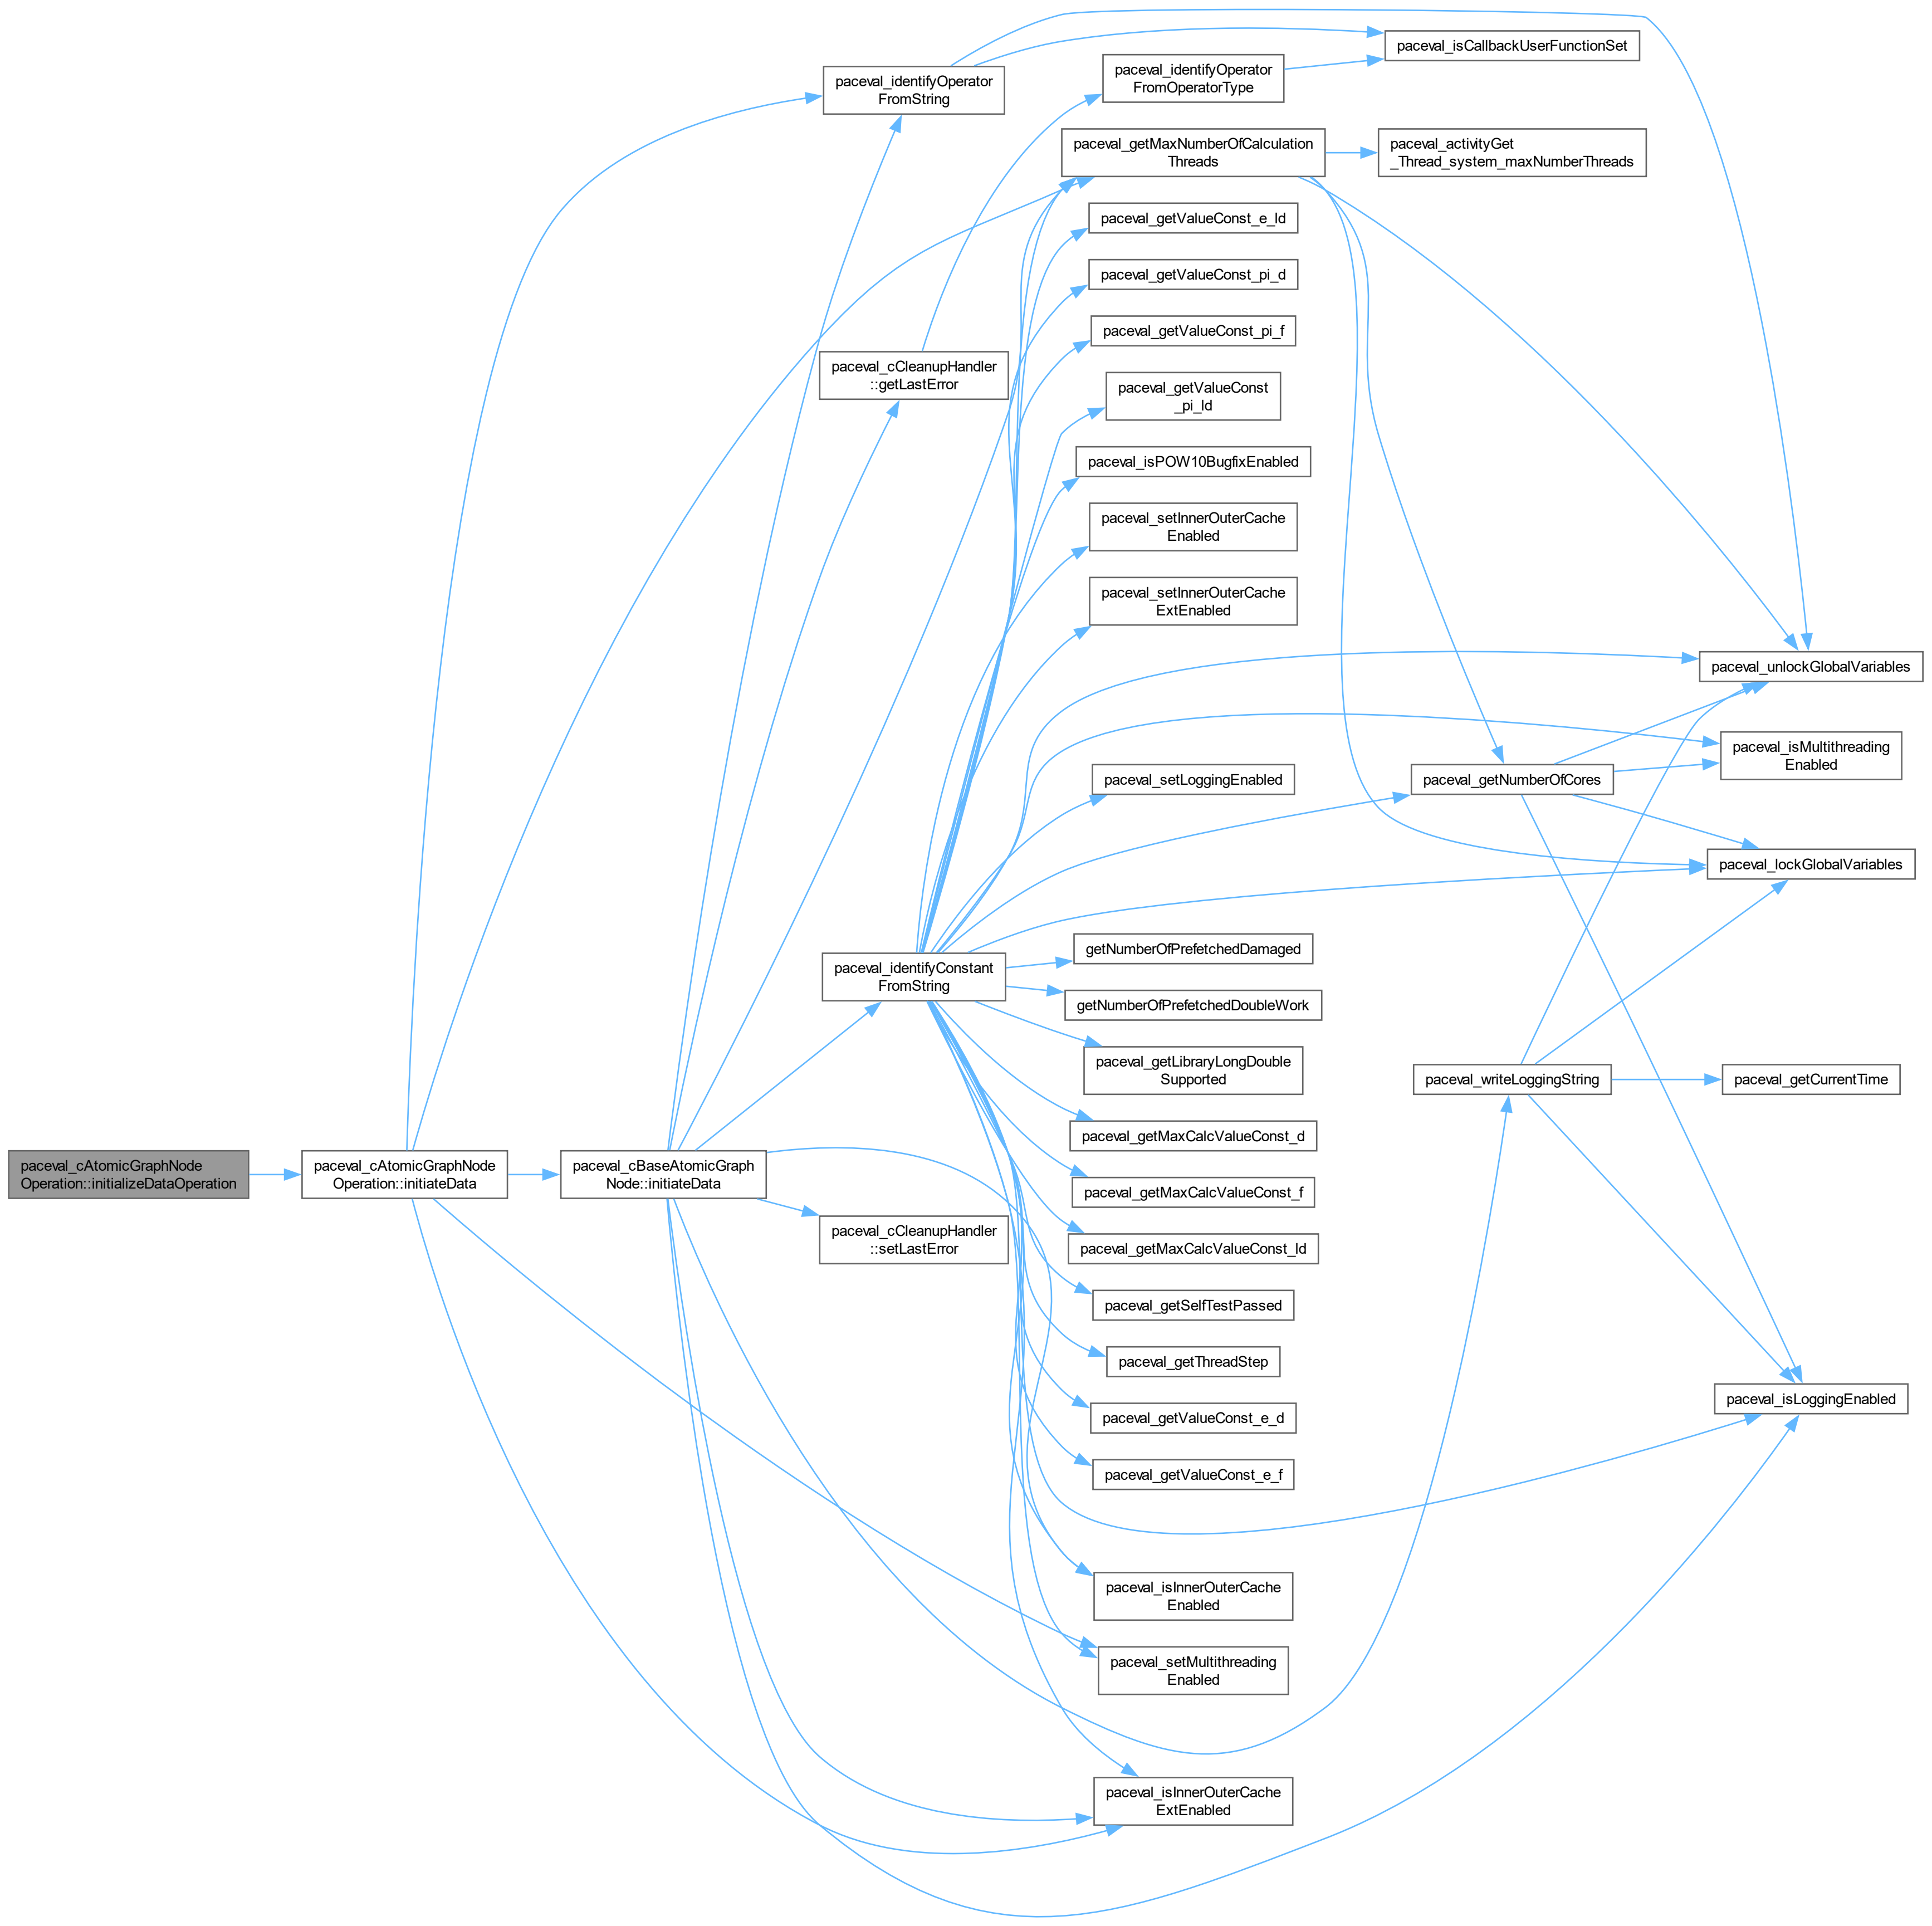 paceval_cAtomicGraphNode
Operation::initializeDataOperation
paceval_cAtomicGraphNode
Operation::initiateData
paceval_cBaseAtomicGraph
Node::initiateData
paceval_identifyOperator
FromString
paceval_cCleanupHandler
::getLastError
paceval_identifyConstant
FromString
paceval_cCleanupHandler
::setLastError
paceval_identifyOperator
FromOperatorType
paceval_getMaxNumberOfCalculation
Threads
paceval_getValueConst_e_ld
paceval_getValueConst_pi_d
paceval_getValueConst_pi_f
paceval_getValueConst
_pi_ld
paceval_isPOW10BugfixEnabled
paceval_setInnerOuterCache
Enabled
paceval_setInnerOuterCache
ExtEnabled
paceval_setLoggingEnabled
getNumberOfPrefetchedDamaged
getNumberOfPrefetchedDoubleWork
paceval_getLibraryLongDouble
Supported
paceval_getMaxCalcValueConst_d
paceval_getMaxCalcValueConst_f
paceval_getMaxCalcValueConst_ld
paceval_getSelfTestPassed
paceval_getThreadStep
paceval_getValueConst_e_d
paceval_getValueConst_e_f
paceval_isInnerOuterCache
Enabled
paceval_setMultithreading
Enabled
paceval_isInnerOuterCache
ExtEnabled
paceval_isCallbackUserFunctionSet
paceval_activityGet
_Thread_system_maxNumberThreads
paceval_getNumberOfCores
paceval_writeLoggingString
paceval_unlockGlobalVariables
paceval_isMultithreading
Enabled
paceval_lockGlobalVariables
paceval_getCurrentTime
paceval_isLoggingEnabled